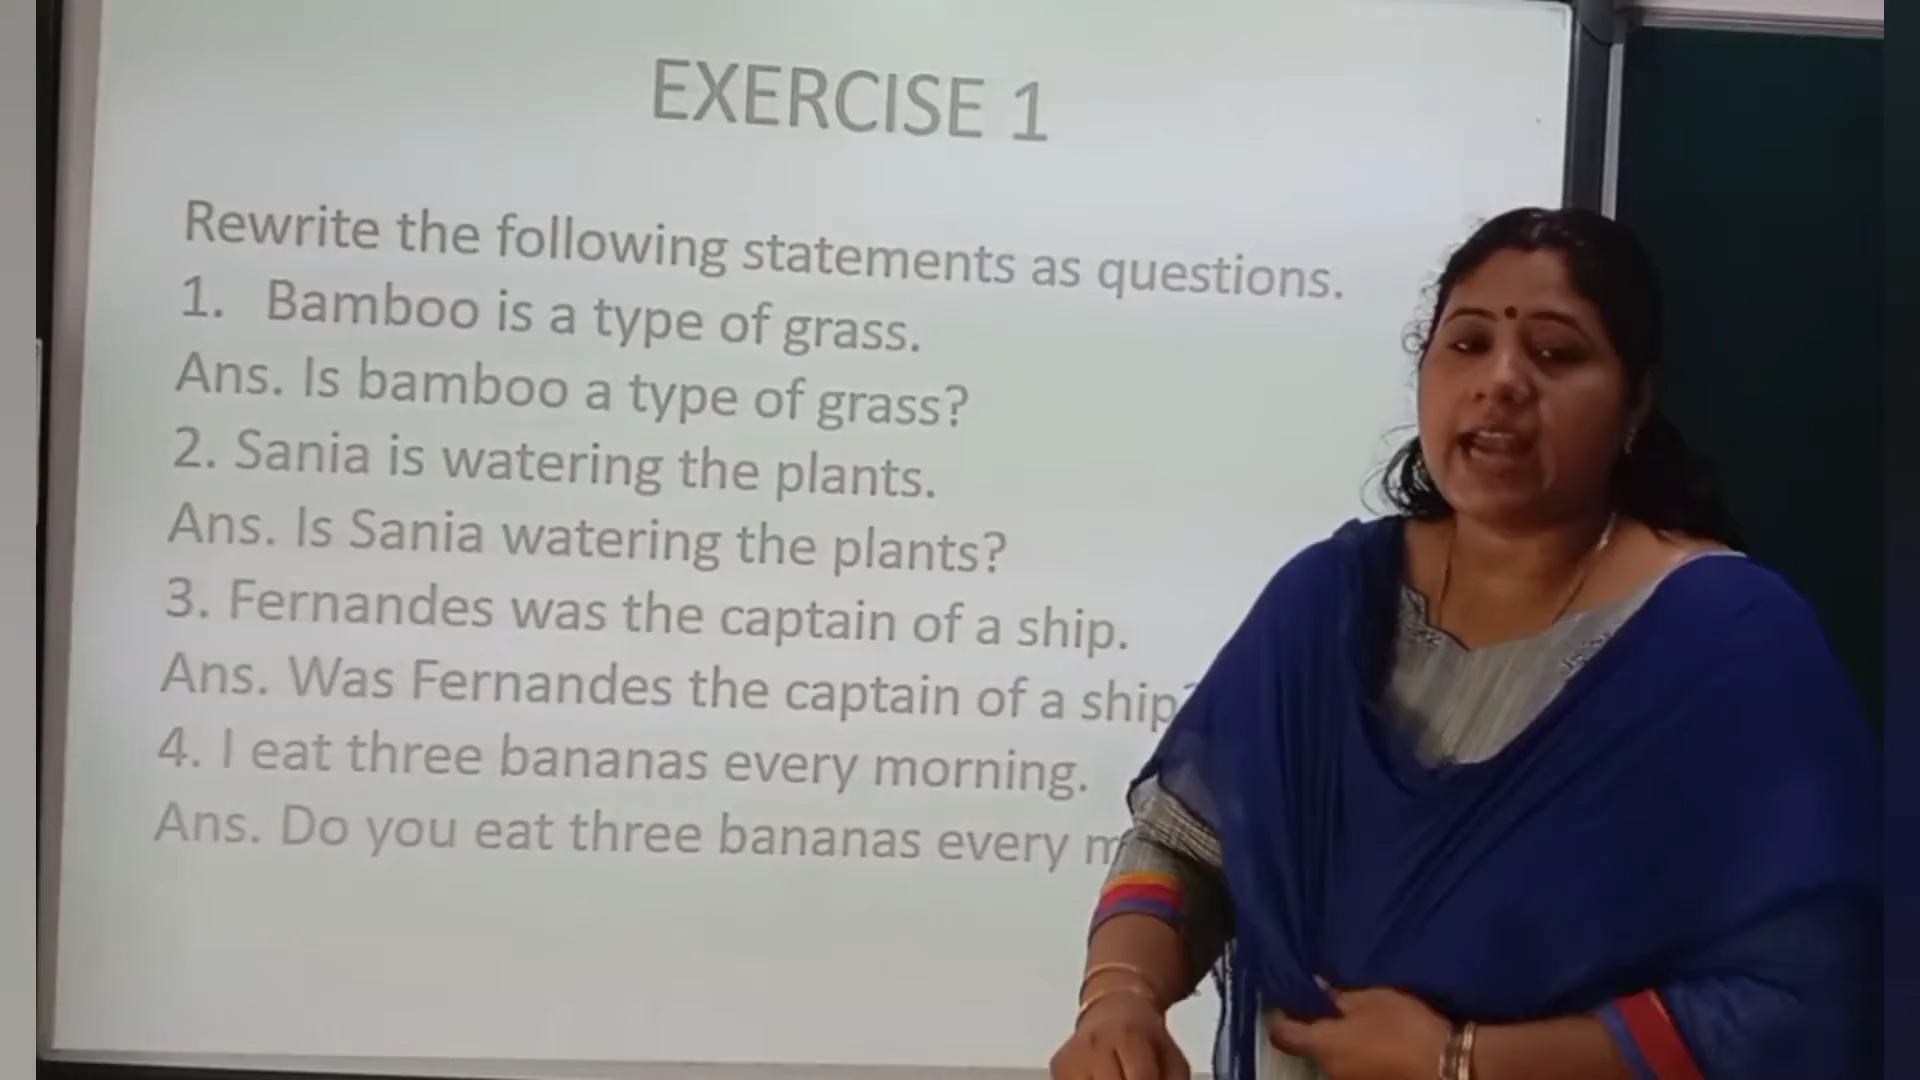 EXERCISE 1
Rewrite the following statements as questions.
1. Bamboo is a type of grass.
Ans. Is bamboo a type of grass?
2. Sania is watering the plants.
Ans. Is Sania watering the plants?
3. Fernandes was the captain of a ship.
Ans. Was Fernandes the captain of a ship?
4. I eat three bananas every morning.
Ans. Do you eat three bananas every